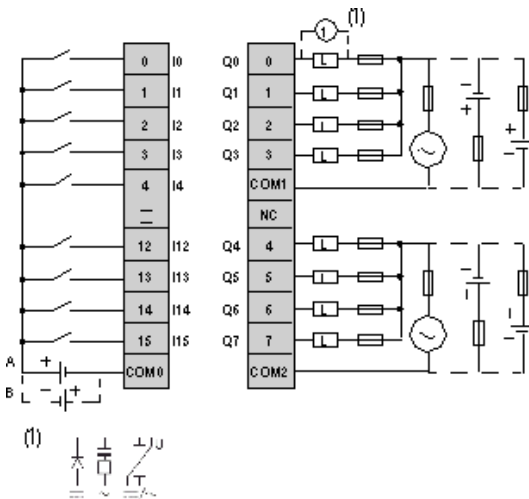 (1)
1
0 I0 Q0 0 L
1 I1 Q1 1 L
2 I2 Q2 2 L
3 I3 Q3 3 L
4 I4 COM1
NC
12 I12 Q4 4 L
13 I13 Q5 5 L
14 I14 Q6 6 L
15 I15 Q7 7 L
A + COM0 COM2
B - +
- +
+ -
- +
+ -
(1)
U